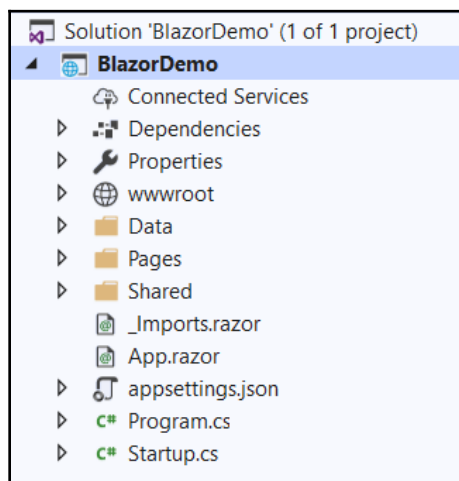 Solution 'BlazorDemo' (1 of 1 project)
BlazorDemo
Connected Services
Dependencies
Properties
wwwroot
Data
Pages
Shared
_Imports.razor
App.razor
appsettings.json
C# Program.cs
C# Startup.cs